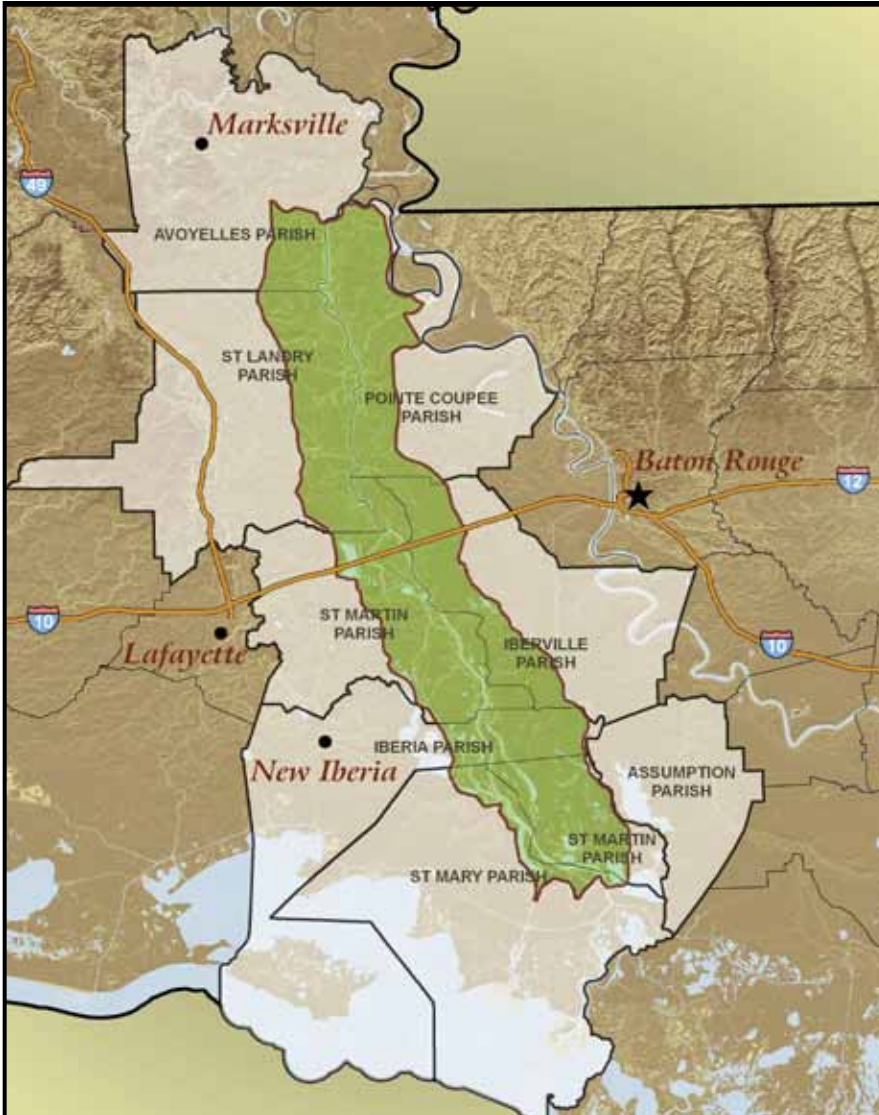 Marksville
49
AVOYELLES PARISH
ST LANDRY
PARISH
POINTE COUPEE
PARISH
Baton Rouge
12
10
ST MARTIN
PARISH
Lafayette
IBERVILLE
PARISH
10
IBERIA PARISH
New Iberia
ASSUMPTION
PARISH
ST MARTIN
PARISH
ST MARY PARISH